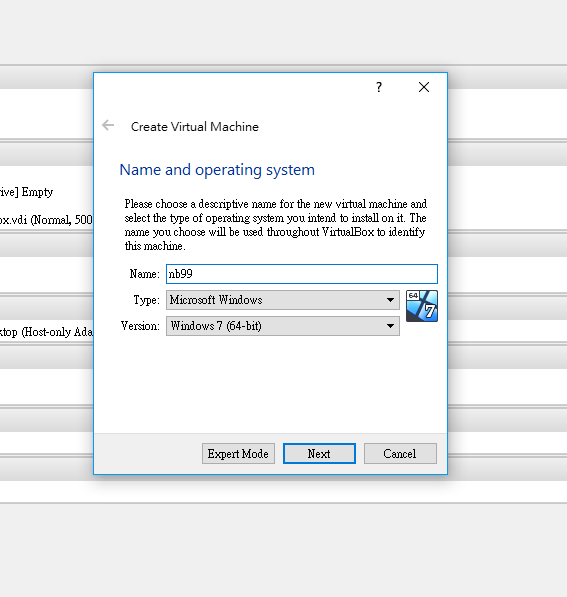 ?
Create Virtual Machine
Name and operating system
ive] Empty
Please choose a descriptive name for the new virtual machine and
ox.vdi (Normal, 500
select the type of operating system you intend to install on it. The
name you choose will be used throughout VirtualBox to identify
this machine.
Name: nb99
Type: Microsoft Windows
64
7
Version: Windows 7 (64-bit)
ktop (Host-only Ada
Expert Mode Next Cancel